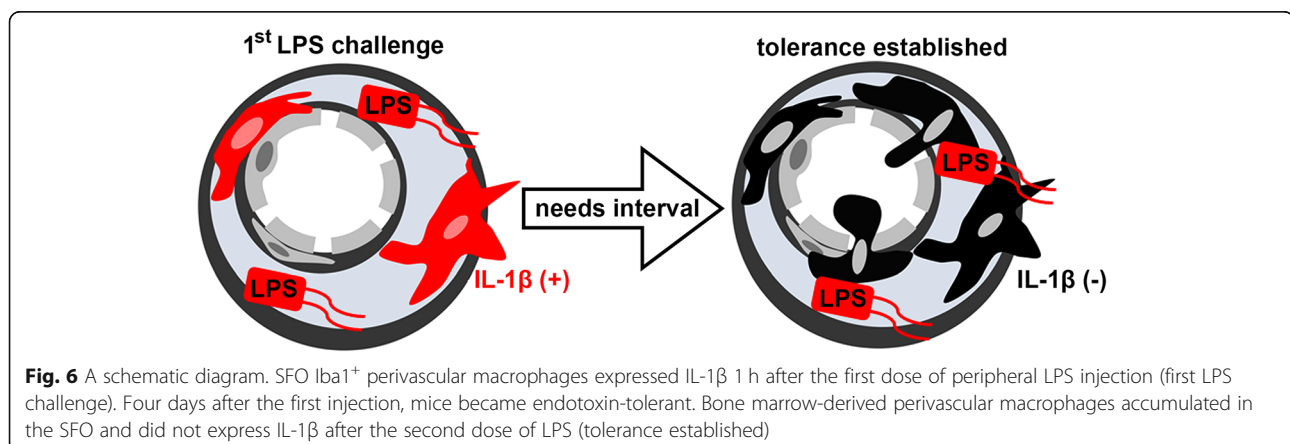 1st LPS challenge
tolerance established
LPS
LPS
needs interval
LPS
LPS
IL-1β (+)
IL-1β (-)
Fig. 6 A schematic diagram. SFO Iba1+ perivascular macrophages expressed IL-1β 1 h after the first dose of peripheral LPS injection (first LPS
challenge). Four days after the first injection, mice became endotoxin-tolerant. Bone marrow-derived perivascular macrophages accumulated in
the SFO and did not express IL-1β after the second dose of LPS (tolerance established)